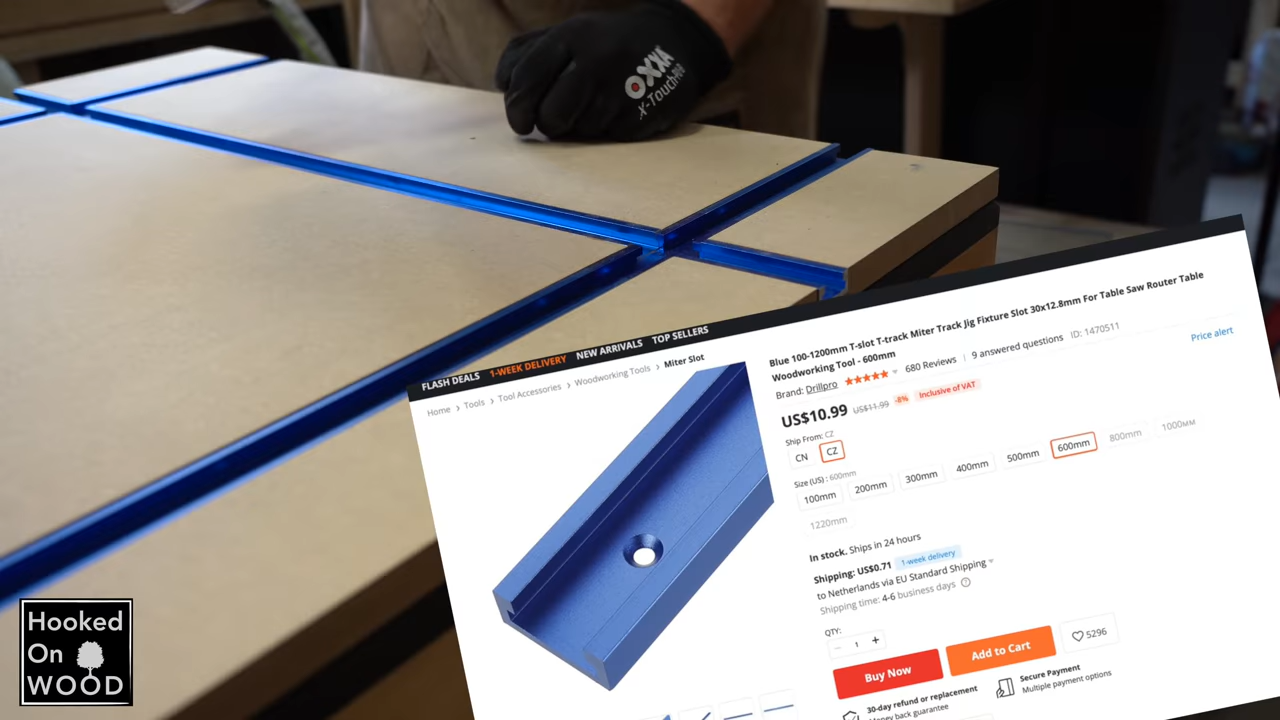 OXXA
X-Touch-Pro
FLASH DEALS 1-WEEK DELIVERY NEW ARRIVALS TOP SELLERS
Home > Tools > Tool Accessories > Woodworking Tools > Miter Slot
Blue 100-1200mm T-slot T-track Miter Track Jig Fixture Slot 30x12.8mm For Table Saw Router Table
Woodworking Tool - 600mm
Brand: Drillpro 680 Reviews | 9 answered questions ID: 1470511
Price alert
US$10.99 US$11.99 -8% Inclusive of VAT
Ship From: CZ
CN CZ
Size (US) : 600mm
100mm 200mm 300mm 400mm 500mm 600mm 800mm 1000MM
1220mm
In stock. Ships in 24 hours
Shipping: US$0.71 1-week delivery
to Netherlands via EU Standard Shipping
Shipping time: 4-6 business days ?
QTY:
− 1 +
Buy Now Add to Cart 5296
30-day refund or replacement
Money back guarantee
Secure Payment
Multiple payment options
Hooked
On
WOOD